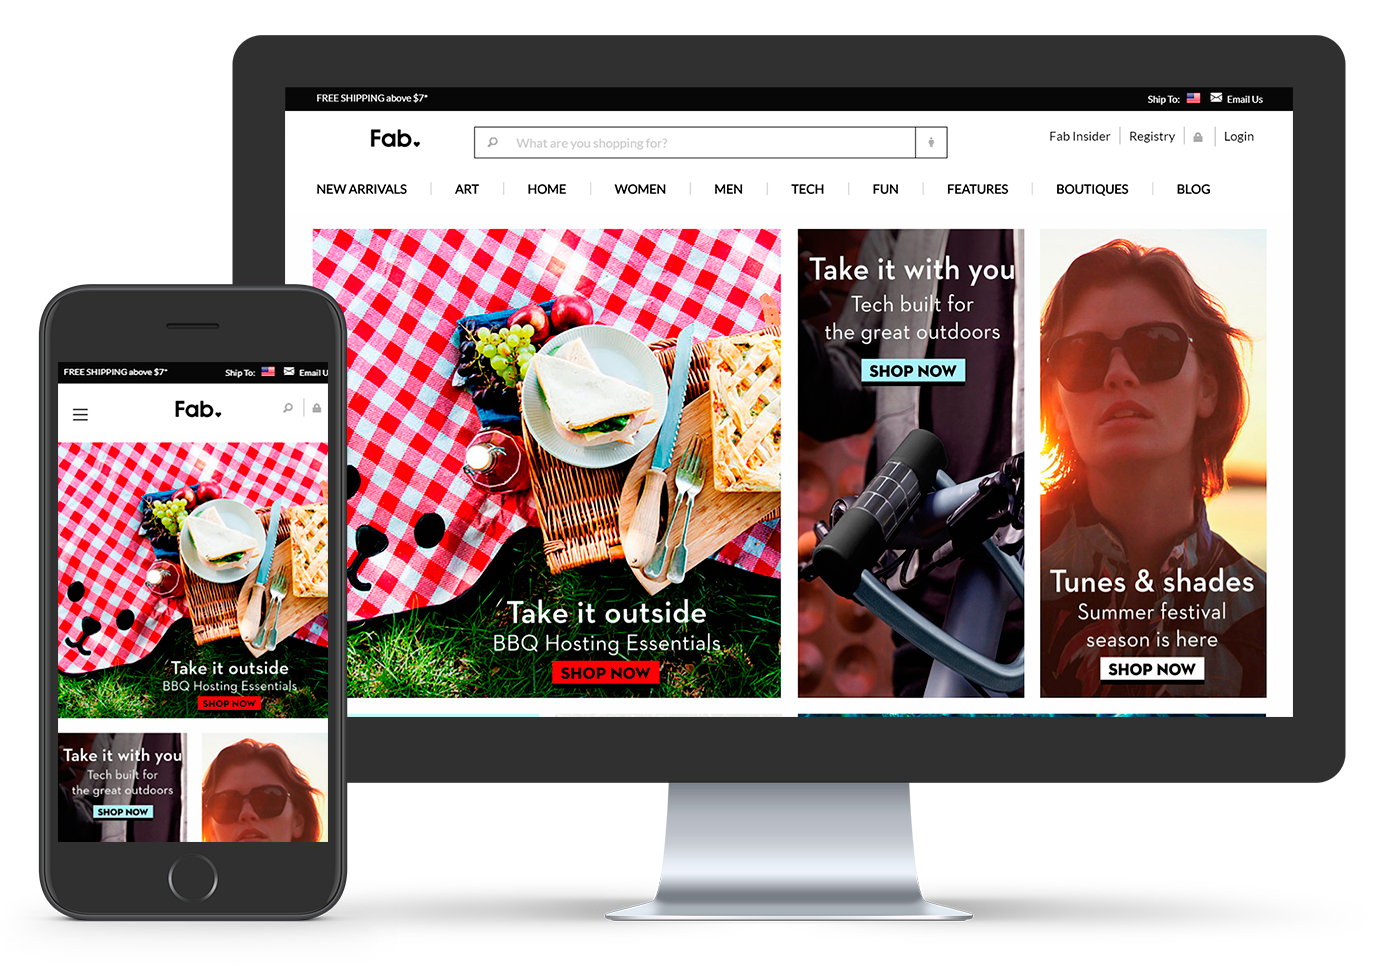 FREE SHIPPING above $7*
Ship To:
Email Us
Fab
What are you shopping for?
Fab Insider
Registry
Login
NEW ARRIVALS
ART
HOME
WOMEN
MEN
TECH
FUN
FEATURES
BOUTIQUES
BLOG
Take it outside
BBQ Hosting Essentials
SHOP NOW
Take it with you
Tech built for
the great outdoors
SHOP NOW
Tunes & shades
Summer festival
season is here
SHOP NOW
FREE SHIPPING above $7*
Ship To:
Email U
Fab
Take it outside
BBQ Hosting Essentials
SHOP NOW
Take it with you
Tech built for
the great outdoors
SHOP NOW